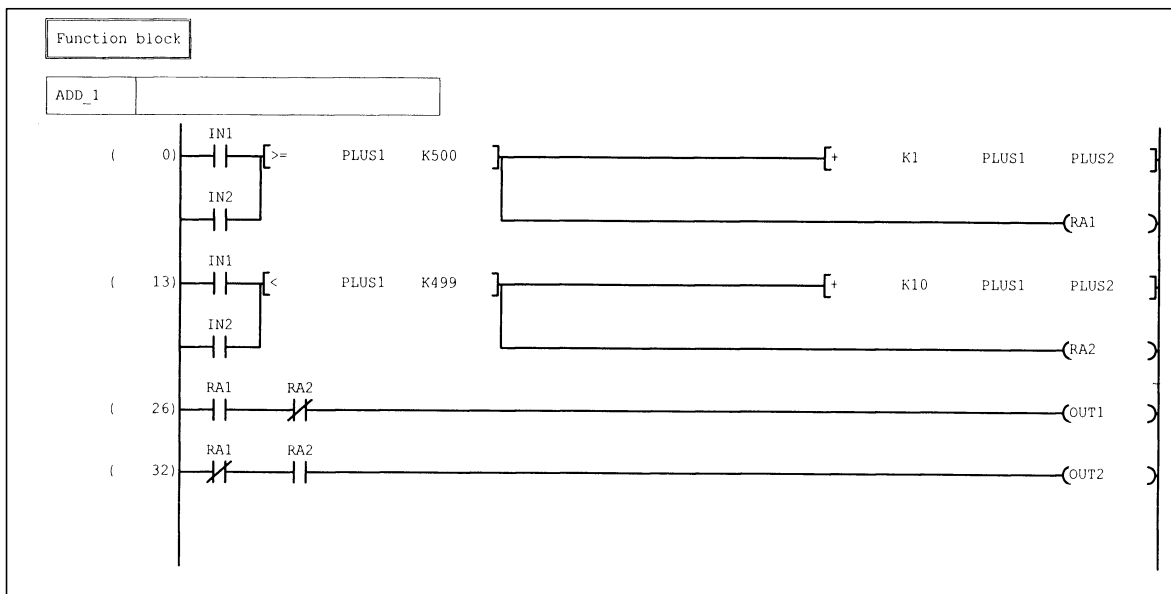 Function block
ADD_1
IN1
( 0) >= PLUS1 K500 + K1 PLUS1 PLUS2
IN2
RA1
IN1
( 13) < PLUS1 K499 + K10 PLUS1 PLUS2
IN2
RA2
RA1 RA2
( 26) OUT1
RA1 RA2
( 32) OUT2